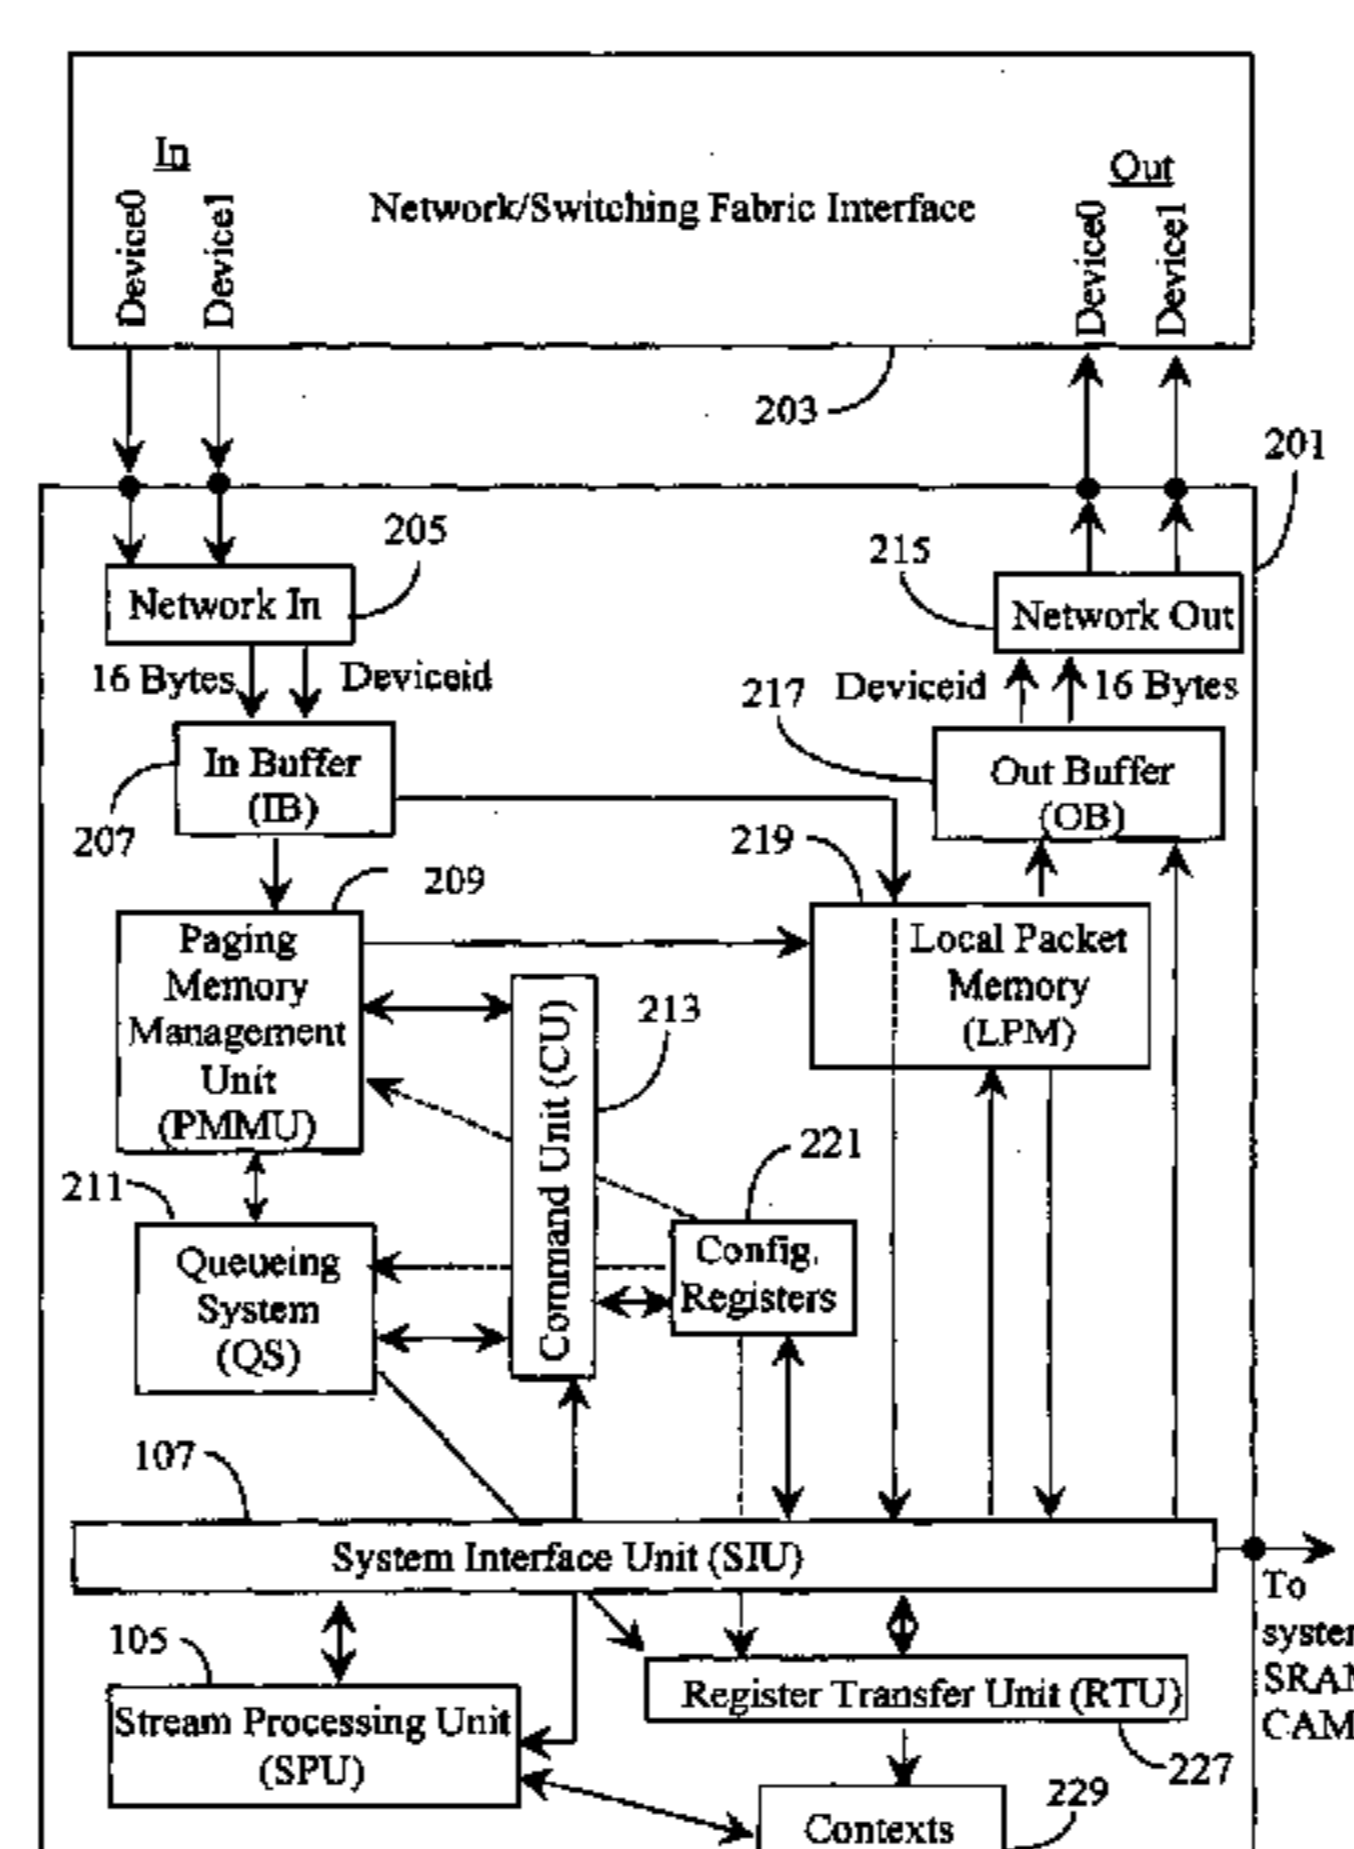 In
Out
Device0
Device1
Network/Switching Fabric Interface
Device0
Device1
203
201
205
215
Network In
Network Out
16 Bytes
Deviceid
217
Deviceid
16 Bytes
In Buffer
(IB)
Out Buffer
(OB)
207
219
209
Paging
Memory
Management
Unit
(PMMU)
Local Packet
Memory
(LPM)
213
Command Unit (CU)
211
221
Queueing
System
(QS)
Config.
Registers
107
System Interface Unit (SIU)
To
105
Stream Processing Unit
(SPU)
Register Transfer Unit (RTU)
CAM
227
229
Contexts